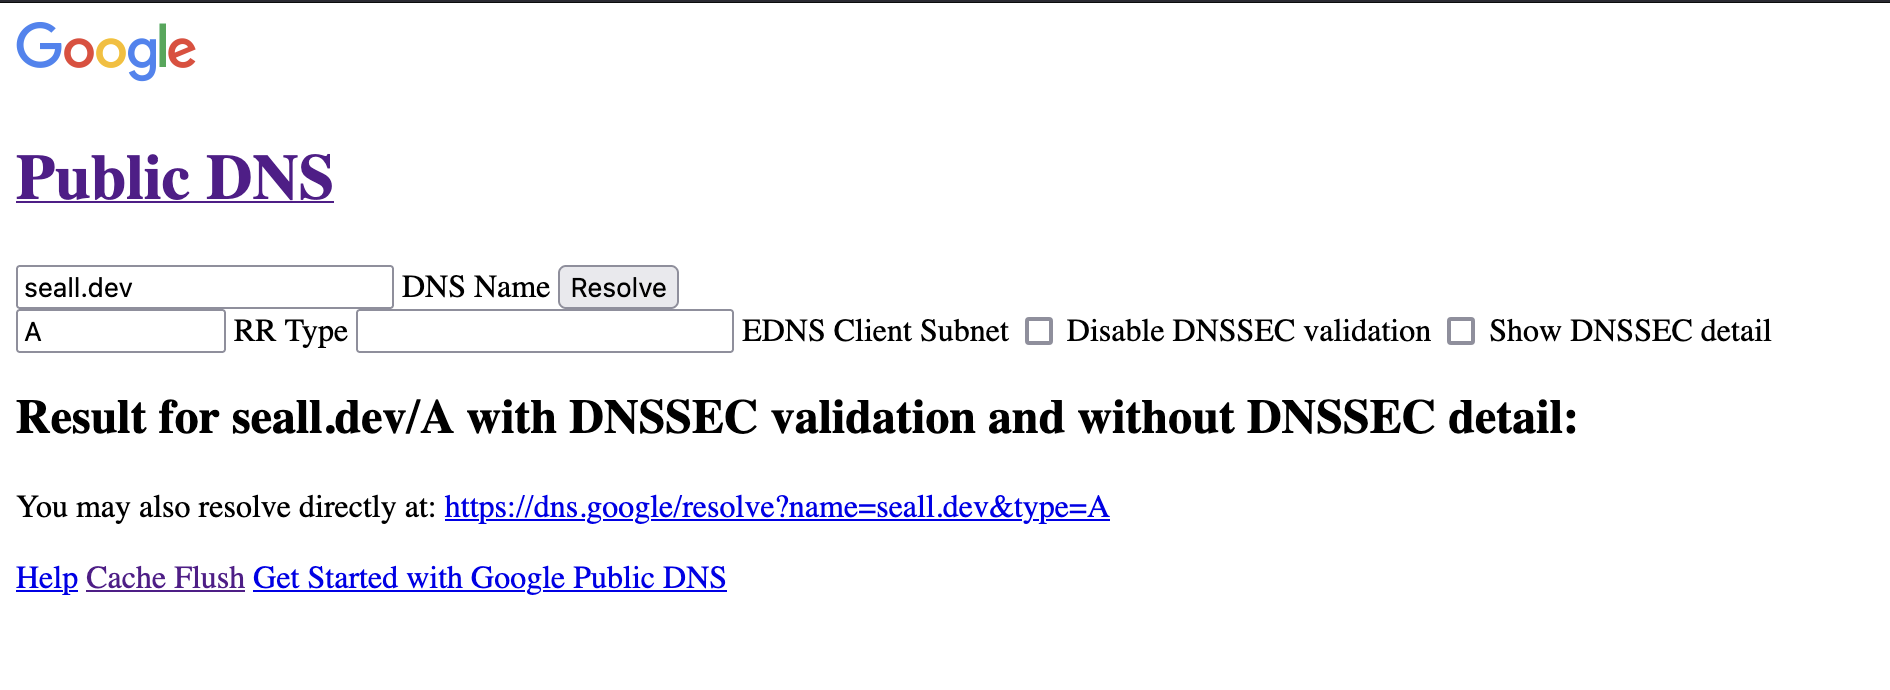 Google
Public DNS
seall.dev DNS Name Resolve
A RR Type EDNS Client Subnet Disable DNSSEC validation Show DNSSEC detail
Result for seall.dev/A with DNSSEC validation and without DNSSEC detail:
You may also resolve directly at: https://dns.google/resolve?name=seall.dev&type=A
Help Cache Flush Get Started with Google Public DNS